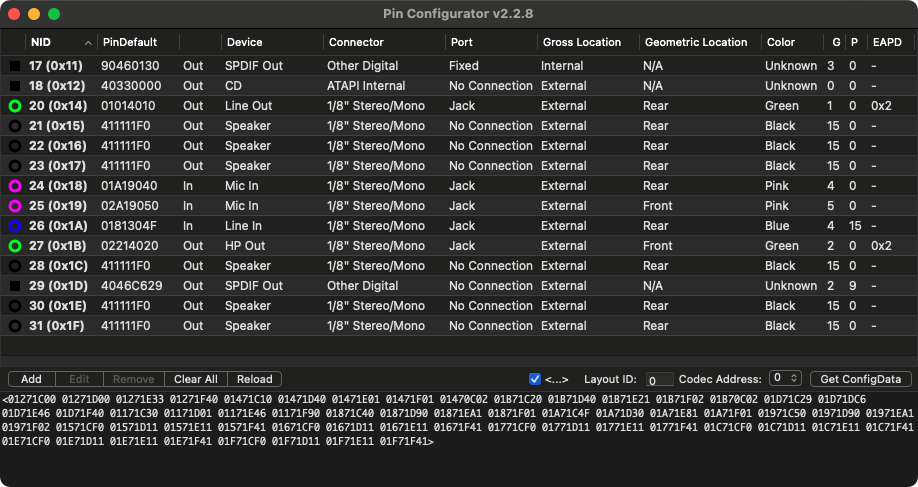 Pin Configurator v2.2.8
NID PinDefault Device Connector Port Gross Location Geometric Location Color G P EAPD
17 (0x11) 90460130 Out SPDIF Out Other Digital Fixed Internal N/A Unknown 3 0 -
18 (0x12) 40330000 Out CD ATAPI Internal No Connection External N/A Unknown 0 0 -
20 (0x14) 01014010 Out Line Out 1/8" Stereo/Mono Jack External Rear Green 1 0 0x2
21 (0x15) 411111F0 Out Speaker 1/8" Stereo/Mono No Connection External Rear Black 15 0 -
22 (0x16) 411111F0 Out Speaker 1/8" Stereo/Mono No Connection External Rear Black 15 0 -
23 (0x17) 411111F0 Out Speaker 1/8" Stereo/Mono No Connection External Rear Black 15 0 -
24 (0x18) 01A19040 In Mic In 1/8" Stereo/Mono Jack External Rear Pink 4 0 -
25 (0x19) 02A19050 In Mic In 1/8" Stereo/Mono Jack External Front Pink 5 0 -
26 (0x1A) 0181304F In Line In 1/8" Stereo/Mono Jack External Rear Blue 4 15 -
27 (0x1B) 02214020 Out HP Out 1/8" Stereo/Mono Jack External Front Green 2 0 0x2
28 (0x1C) 411111F0 Out Speaker 1/8" Stereo/Mono No Connection External Rear Black 15 0 -
29 (0x1D) 4046C629 Out SPDIF Out Other Digital No Connection External N/A Unknown 2 9 -
30 (0x1E) 411111F0 Out Speaker 1/8" Stereo/Mono No Connection External Rear Black 15 0 -
31 (0x1F) 411111F0 Out Speaker 1/8" Stereo/Mono No Connection External Rear Black 15 0 -
Add Edit Remove Clear All Reload <...> Layout ID: 0 Codec Address: 0 Get ConfigData
<01271C00 01271D00 01271E33 01271F40 01471C10 01471D40 01471E01 01471F01 01470C02 01B71C20 01B71D40 01B71E21 01B71F02 01B70C02 01D71C29 01D71DC6
01D71E46 01D71F40 01171C30 01171D01 01171E46 01171F90 01871C40 01871D90 01871EA1 01871F01 01A71C4F 01A71D30 01A71E81 01A71F01 01971C50 01971D90 01971EA1
01971F02 01571CF0 01571D11 01571E11 01571F41 01671CF0 01671D11 01671E11 01671F41 01771CF0 01771D11 01771E11 01771F41 01C71CF0 01C71D11 01C71E11 01C71F41
01E71CF0 01E71D11 01E71E11 01E71F41 01F71CF0 01F71D11 01F71E11 01F71F41>